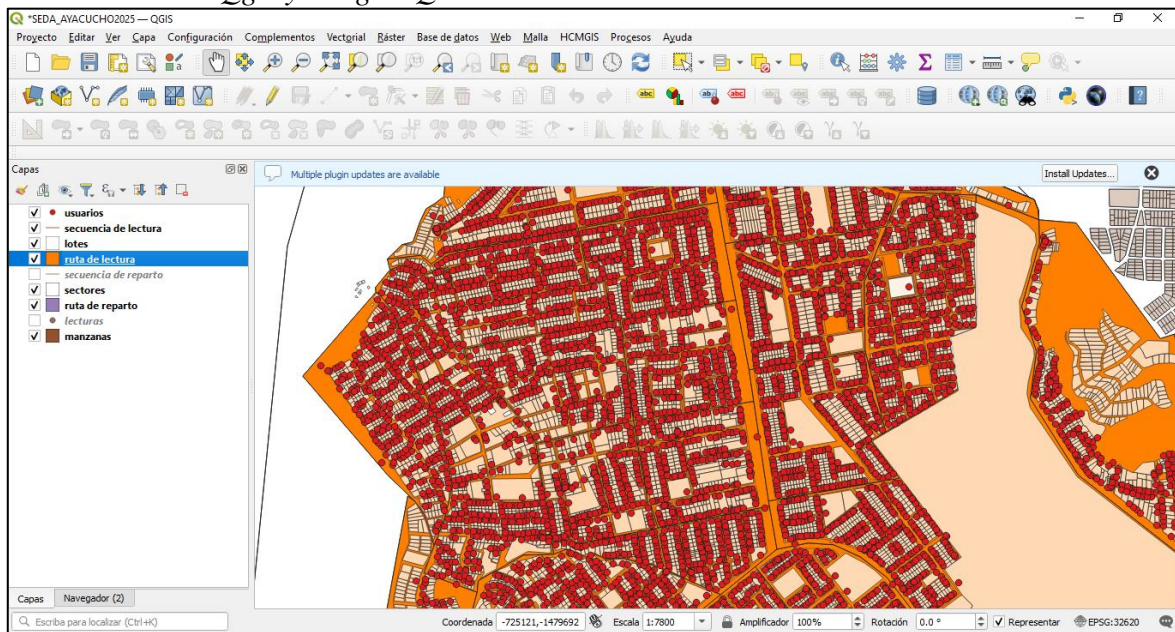 *SEDA_AYACUCHO2025 — QGIS
Proyecto Editar Ver Capa Configuración Complementos Vectorial Ráster Base de datos Web Malla HCMGIS Procesos Ayuda
Capas
Multiple plugin updates are available
Install Updates...
usuarios
secuencia de lectura
lotes
ruta de lectura
secuencia de reparto
sectores
ruta de reparto
lecturas
manzanas
Capas Navegador (2)
Escriba para localizar (Ctrl+K)
Coordenada -725121,-1479692 Escala 1:7800 Amplificador 100% Rotación 0.0 ° Representar EPSG:32620